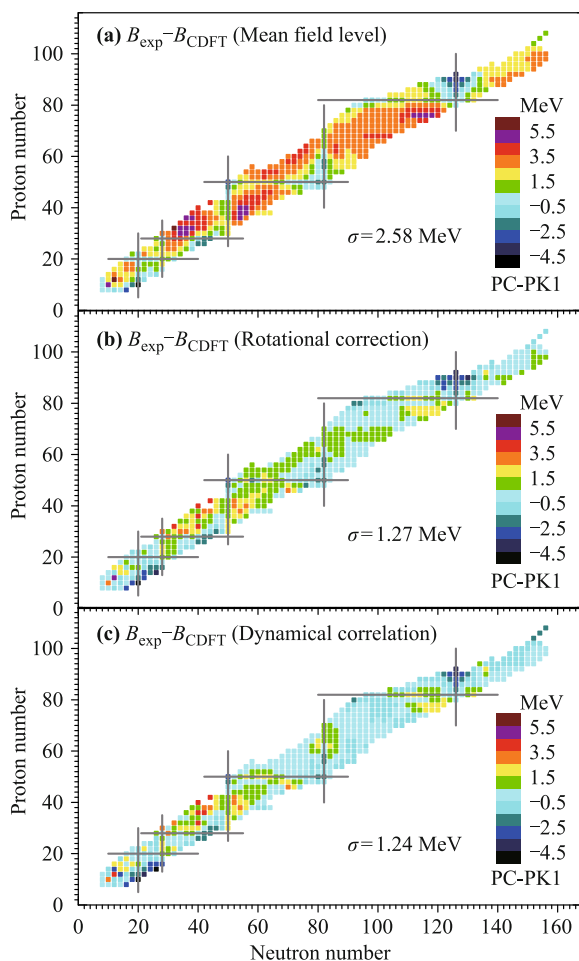 (a) B_exp−B_CDFT (Mean field level)
Proton number
100
80
60
40
20
0
MeV
5.5
3.5
1.5
−0.5
−2.5
−4.5
σ=2.58 MeV
PC-PK1
(b) B_exp−B_CDFT (Rotational correction)
Proton number
100
80
60
40
20
0
MeV
5.5
3.5
1.5
−0.5
−2.5
−4.5
σ=1.27 MeV
PC-PK1
(c) B_exp−B_CDFT (Dynamical correlation)
Proton number
100
80
60
40
20
0
MeV
5.5
3.5
1.5
−0.5
−2.5
−4.5
σ=1.24 MeV
PC-PK1
0 20 40 60 80 100 120 140 160
Neutron number